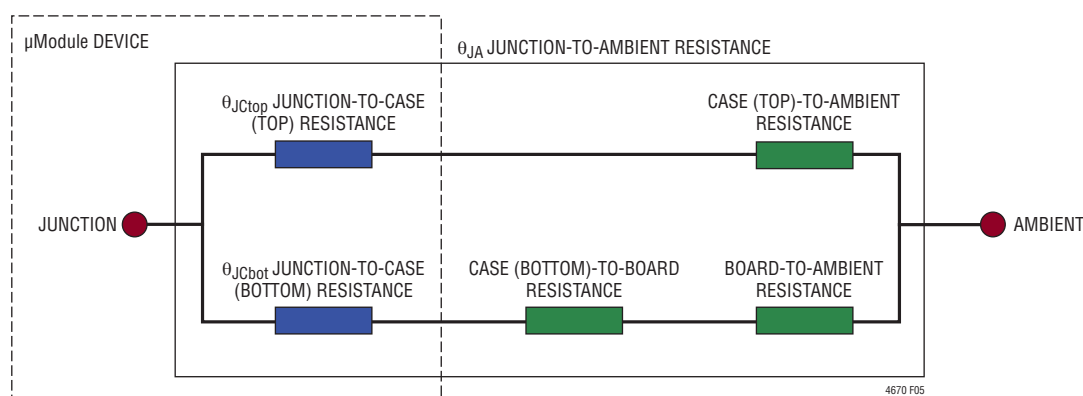 µModule DEVICE
θJA JUNCTION-TO-AMBIENT RESISTANCE
θJCtop JUNCTION-TO-CASE
(TOP) RESISTANCE
CASE (TOP)-TO-AMBIENT
RESISTANCE
JUNCTION
AMBIENT
θJCbot JUNCTION-TO-CASE
(BOTTOM) RESISTANCE
CASE (BOTTOM)-TO-BOARD
RESISTANCE
BOARD-TO-AMBIENT
RESISTANCE
4670 F05